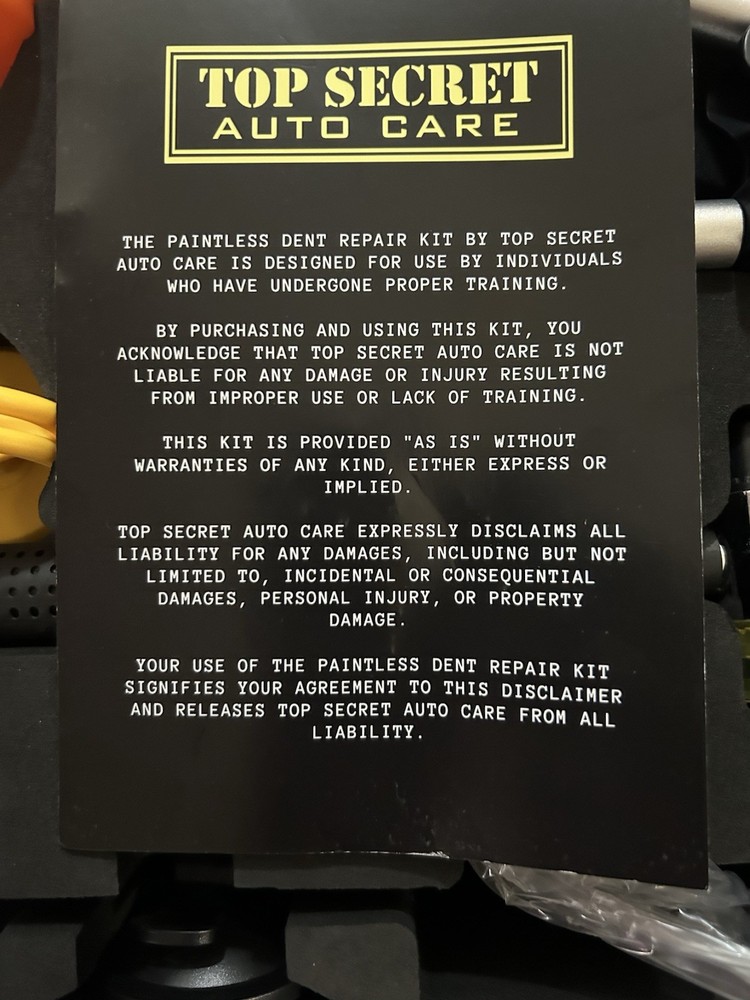 TOP SECRET
AUTO CARE
THE PAINTLESS DENT REPAIR KIT BY TOP SECRET
AUTO CARE IS DESIGNED FOR USE BY INDIVIDUALS
WHO HAVE UNDERGONE PROPER TRAINING.
BY PURCHASING AND USING THIS KIT, YOU
ACKNOWLEDGE THAT TOP SECRET AUTO CARE IS NOT
LIABLE FOR ANY DAMAGE OR INJURY RESULTING
FROM IMPROPER USE OR LACK OF TRAINING.
THIS KIT IS PROVIDED "AS IS" WITHOUT
WARRANTIES OF ANY KIND, EITHER EXPRESS OR
IMPLIED.
TOP SECRET AUTO CARE EXPRESSLY DISCLAIMS ALL
LIABILITY FOR ANY DAMAGES, INCLUDING BUT NOT
LIMITED TO, INCIDENTAL OR CONSEQUENTIAL
DAMAGES, PERSONAL INJURY, OR PROPERTY
DAMAGE.
YOUR USE OF THE PAINTLESS DENT REPAIR KIT
SIGNIFIES YOUR AGREEMENT TO THIS DISCLAIMER
AND RELEASES TOP SECRET AUTO CARE FROM ALL
LIABILITY.